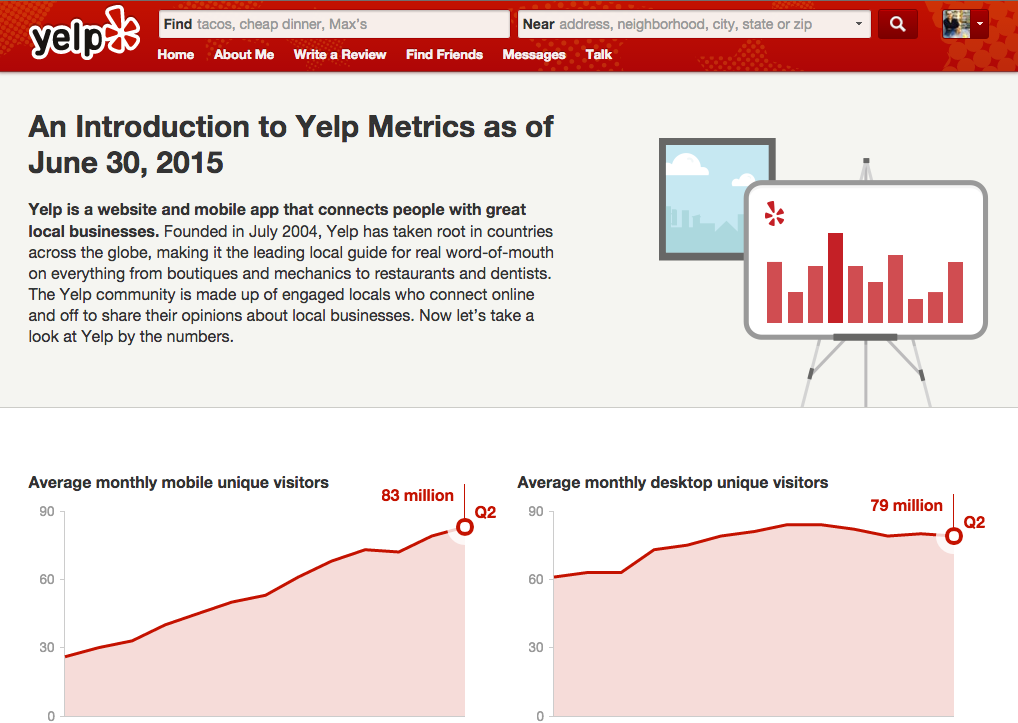 yelp
Find tacos, cheap dinner, Max's
Near address, neighborhood, city, state or zip
Home About Me Write a Review Find Friends Messages Talk
An Introduction to Yelp Metrics as of
June 30, 2015
Yelp is a website and mobile app that connects people with great
local businesses. Founded in July 2004, Yelp has taken root in countries
across the globe, making it the leading local guide for real word-of-mouth
on everything from boutiques and mechanics to restaurants and dentists.
The Yelp community is made up of engaged locals who connect online
and off to share their opinions about local businesses. Now let's take a
look at Yelp by the numbers.
Average monthly mobile unique visitors
83 million
Q2
90
60
30
0
Average monthly desktop unique visitors
79 million
Q2
90
60
30
0